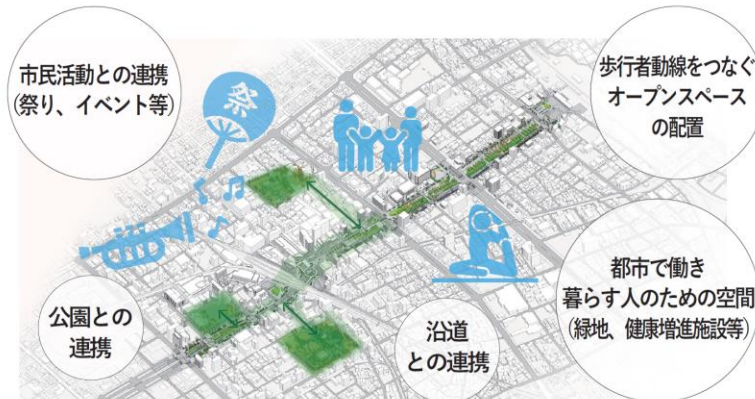 市民活動との連携
(祭り、イベント等)
祭
歩行者動線をつなぐ
オープンスペース
の配置
公園との
連携
沿道
との連携
都市で働き
暮らす人のための空間
(緑地、健康増進施設等)